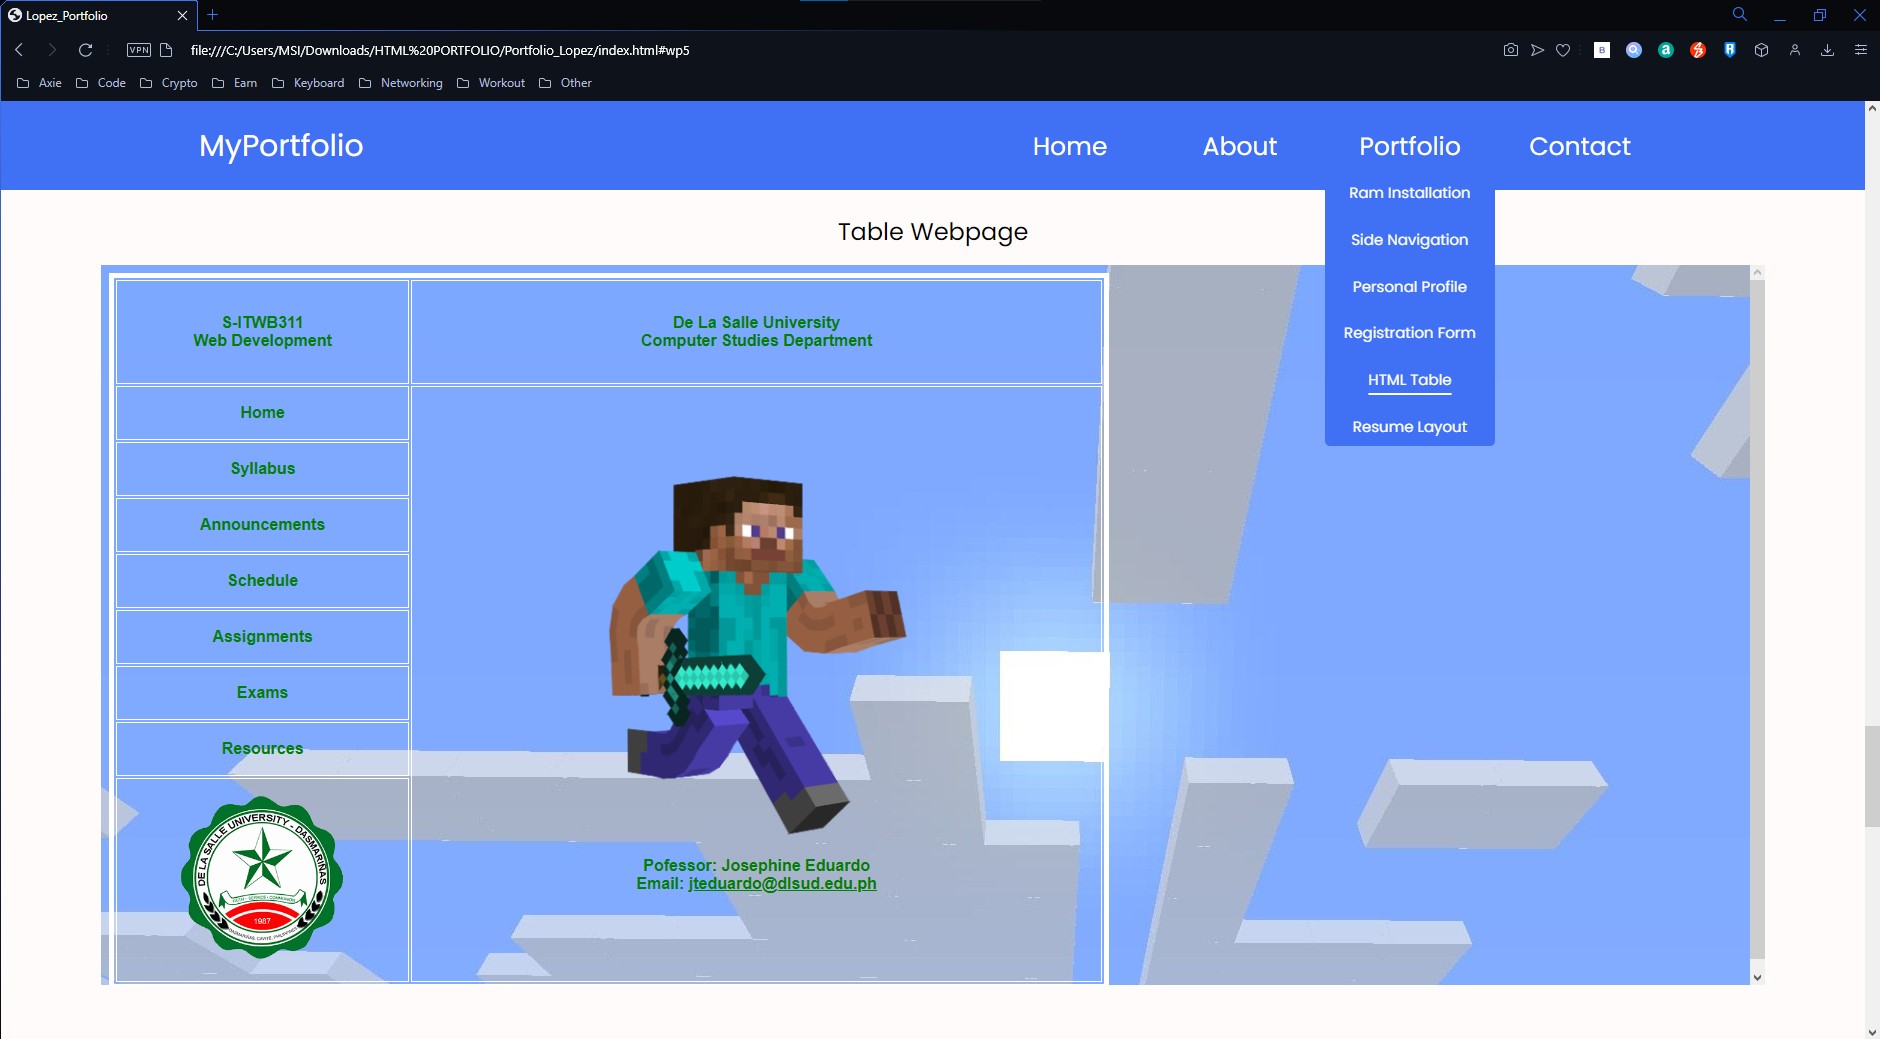 Lopez_Portfolio
VPN
file:///C:/Users/MSI/Downloads/HTML%20PORTFOLIO/Portfolio_Lopez/index.html#wp5
Axie Code Crypto Earn Keyboard Networking Workout Other
MyPortfolio
Home About Portfolio Contact
Ram Installation
Side Navigation
Personal Profile
Registration Form
HTML Table
Resume Layout
Table Webpage
S-ITWB311
Web Development
De La Salle University
Computer Studies Department
Home
Syllabus
Announcements
Schedule
Assignments
Exams
Resources
DE LA SALLE UNIVERSITY - DASMARIÑAS
1987
Pofessor: Josephine Eduardo
Email: jteduardo@dlsud.edu.ph